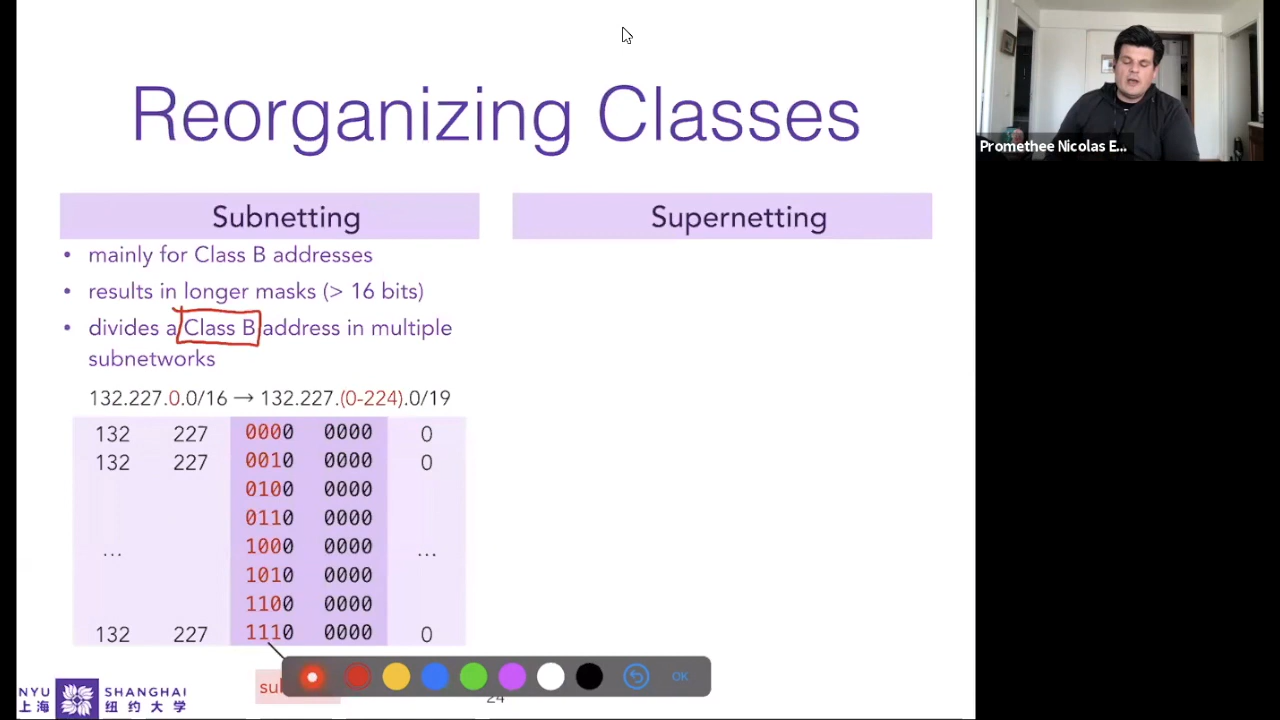 Reorganizing Classes
Promethee Nicolas E...
Subnetting
Supernetting
• mainly for Class B addresses
• results in longer masks (> 16 bits)
• divides a Class B address in multiple
subnetworks
132.227.0.0/16 → 132.227.(0-224).0/19
132 227 0000 0000 0
132 227 0010 0000 0
0100 0000
0110 0000
... 1000 0000 ...
1010 0000
1100 0000
132 227 1110 0000 0
OK
24
NYU SHANGHAI
上海 纽约大学